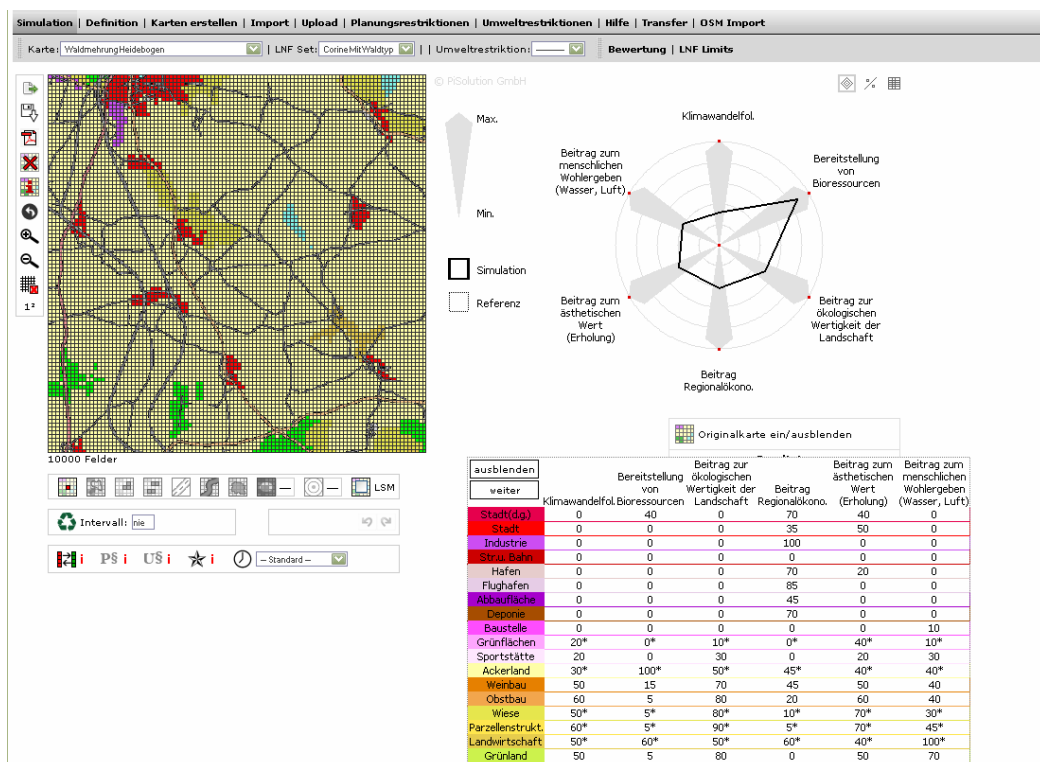 Simulation | Definition | Karten erstellen | Import | Upload | Planungsrestriktionen | Umweltrestriktionen | Hilfe | Transfer | OSM Import
Karte: WaldmehrungHeidebogen | LNF Set: CorineMitWaldtyp | | Umweltrestriktion: ——— Bewertung | LNF Limits
© PiSolution GmbH
Max.
Min.
Simulation
Referenz
Klimawandelfol.
Bereitstellung
von
Bioressourcen
Beitrag zur
ökologischen
Wertigkeit der
Landschaft
Beitrag
Regionalökono.
Beitrag zum
ästhetischen
Wert
(Erholung)
Beitrag zum
menschlichen
Wohlergeben
(Wasser, Luft)
1²
10000 Felder
LSM
Intervall: nie
i P§ i U§ i i – Standard –
Originalkarte ein/ausblenden
ausblenden
weiter
Klimawandelfol.
Bereitstellung
von
Bioressourcen
Beitrag zur
ökologischen
Wertigkeit der
Landschaft
Beitrag
Regionalökono.
Beitrag zum
ästhetischen
Wert
(Erholung)
Beitrag zum
menschlichen
Wohlergeben
(Wasser, Luft)
Stadt(d.g.) 0 40 0 70 40 0
Stadt 0 0 0 35 50 0
Industrie 0 0 0 100 0 0
Str.u. Bahn 0 0 0 0 0 0
Hafen 0 0 0 70 20 0
Flughafen 0 0 0 85 0 0
Abbaufläche 0 0 0 45 0 0
Deponie 0 0 0 70 0 0
Baustelle 0 0 0 0 0 10
Grünflächen 20* 0* 10* 0* 40* 10*
Sportstätte 20 0 30 0 20 30
Ackerland 30* 100* 50* 45* 40* 40*
Weinbau 50 15 70 45 50 40
Obstbau 60 5 80 20 60 40
Wiese 50* 5* 80* 10* 70* 30*
Parzellenstrukt. 60* 5* 90* 5* 70* 45*
Landwirtschaft 50* 60* 50* 60* 40* 100*
Grünland 50 5 80 0 50 70